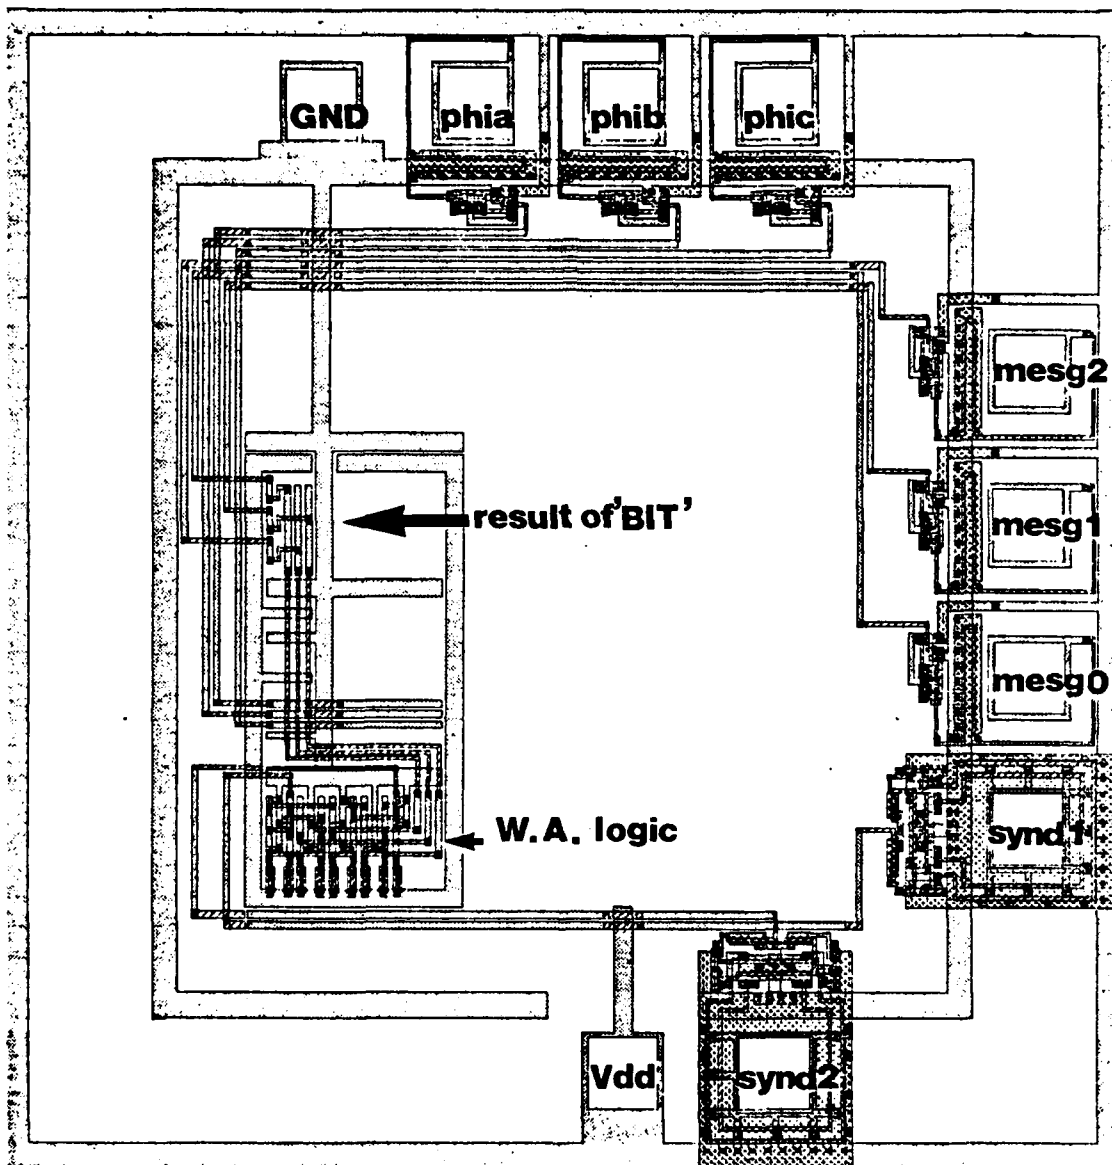 GND
phia
phib
phic
mesg2
result of 'BIT'
mesg1
mesg0
W.A. logic
synd1
Vdd
synd2